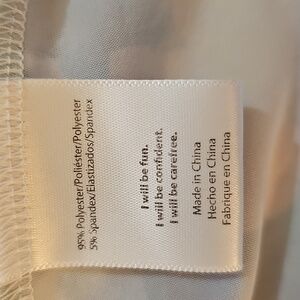 95% Polyester/Poliéster/Polyester
5% Spandex/Elastizados/Spandex
I will be fun.
I will be confident.
I will be carefree.
Made in China
Hecho en China
Fabrique en China